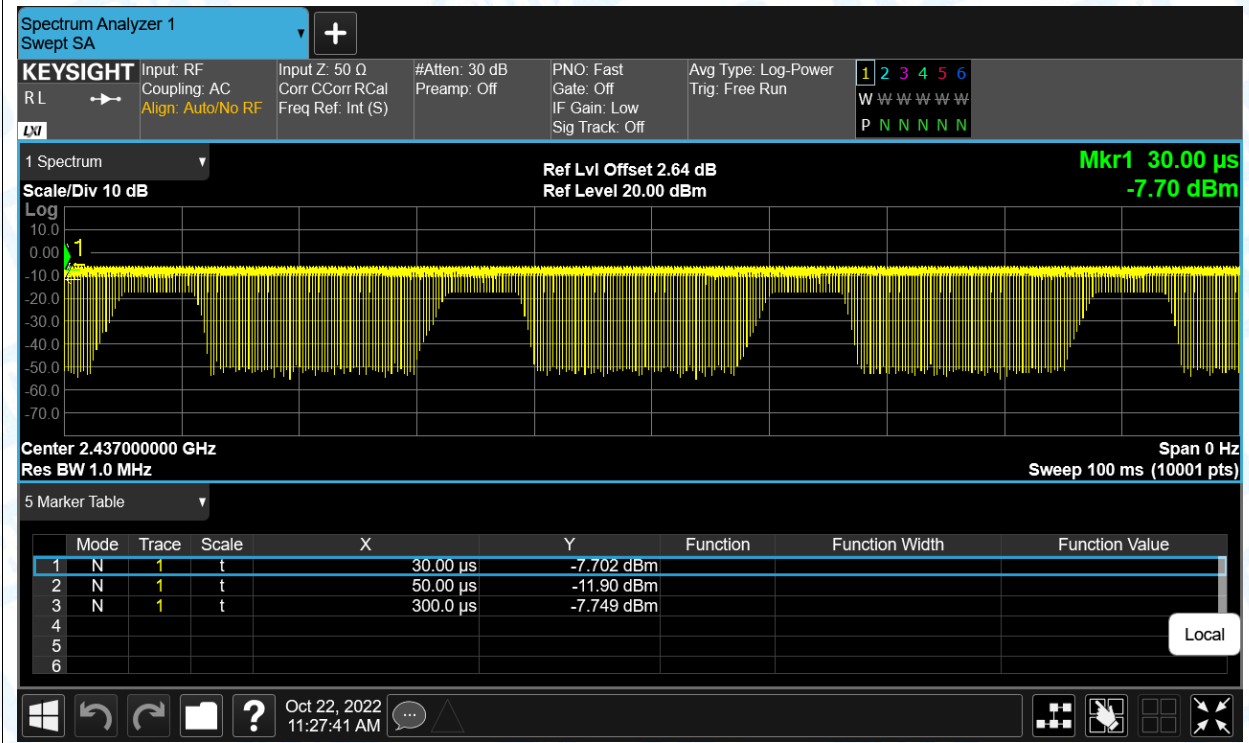 Spectrum Analyzer 1
Swept SA
+
KEYSIGHT
R L
LXI
Input: RF
Coupling: AC
Align: Auto/No RF
Input Z: 50 Ω
Corr CCorr RCal
Freq Ref: Int (S)
#Atten: 30 dB
Preamp: Off
PNO: Fast
Gate: Off
IF Gain: Low
Sig Track: Off
Avg Type: Log-Power
Trig: Free Run
1 2 3 4 5 6
W W W W W W
P N N N N N
1 Spectrum
Scale/Div 10 dB
Ref Lvl Offset 2.64 dB
Ref Level 20.00 dBm
Mkr1 30.00 µs
-7.70 dBm
Log
10.0
0.00
-10.0
-20.0
-30.0
-40.0
-50.0
-60.0
-70.0
1
Center 2.437000000 GHz
Res BW 1.0 MHz
Span 0 Hz
Sweep 100 ms (10001 pts)
5 Marker Table
Mode Trace Scale X Y Function Function Width Function Value
1 N 1 t 30.00 µs -7.702 dBm
2 N 1 t 50.00 µs -11.90 dBm
3 N 1 t 300.0 µs -7.749 dBm
4
5
6
Local
?
Oct 22, 2022
11:27:41 AM